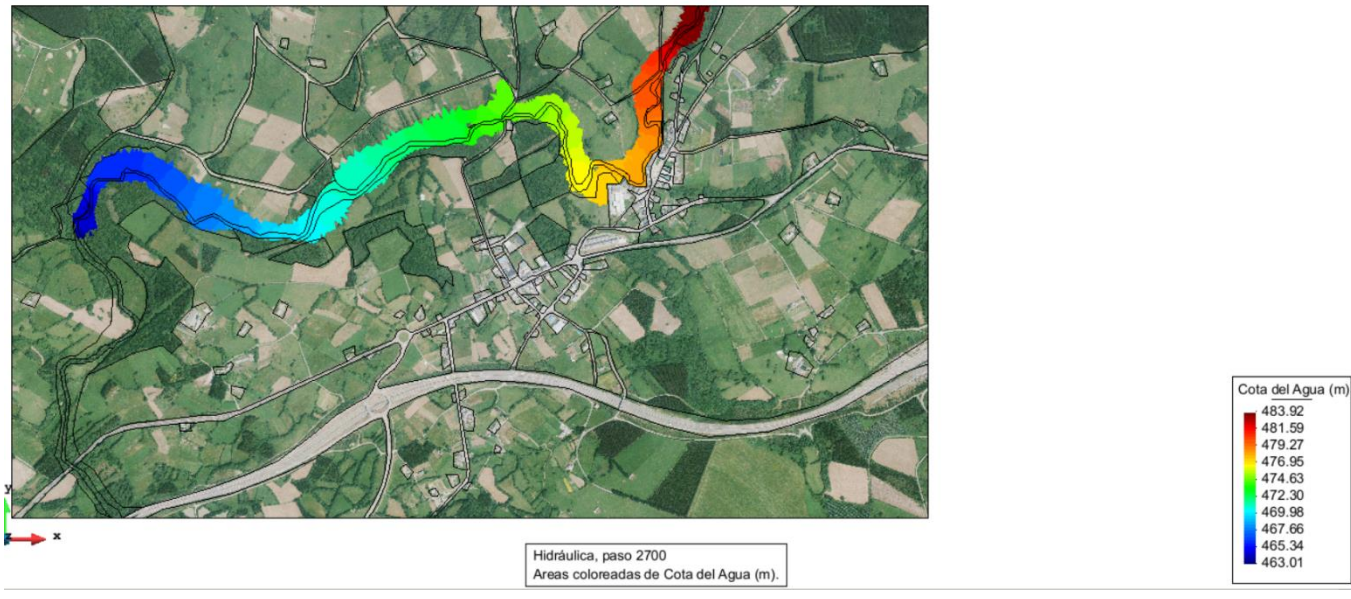 Cota del Agua (m)
483.92
481.59
479.27
476.95
474.63
472.30
469.98
467.66
465.34
463.01
y
z
x
Hidráulica, paso 2700
Areas coloreadas de Cota del Agua (m).